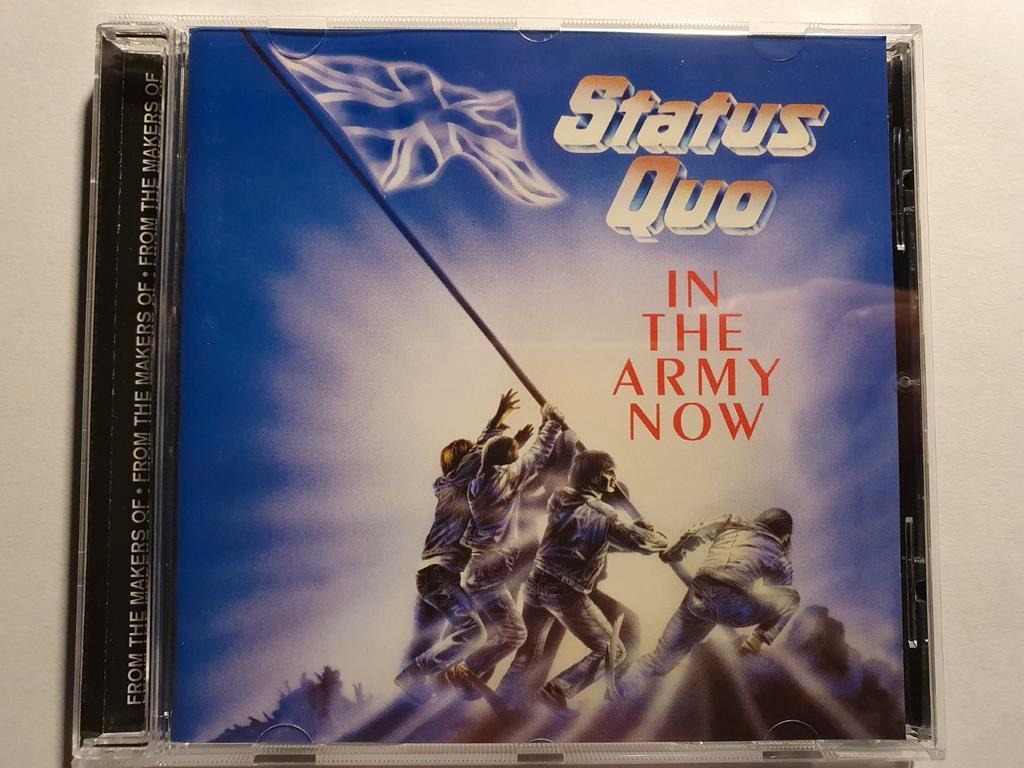 Status
Quo
IN
THE
ARMY
NOW
FROM THE MAKERS OF • FROM THE MAKERS OF • FROM THE MAKERS OF